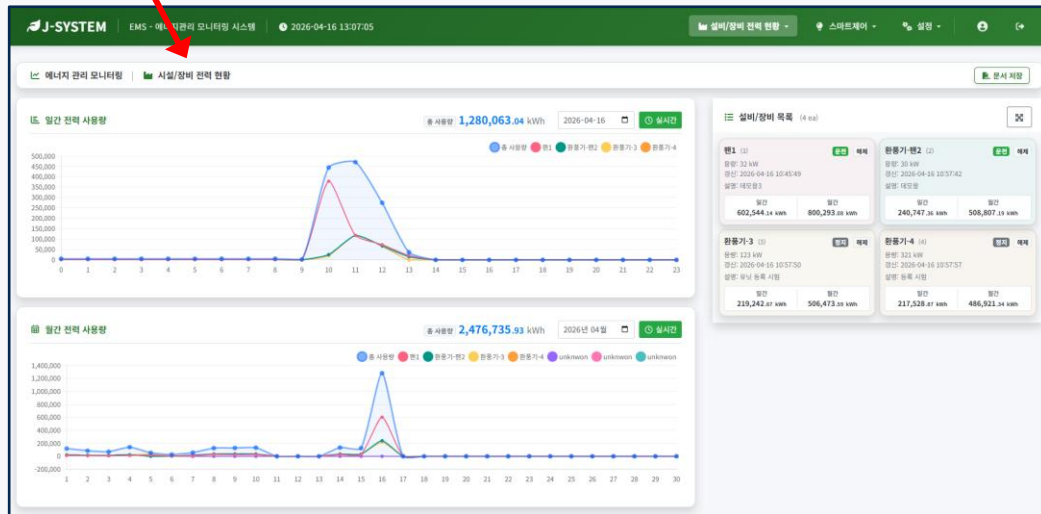 J-SYSTEM
EMS - 에너지관리 모니터링 시스템
2026-04-16 13:07:05
설비/장비 전력 현황
스마트제어
설정
에너지 관리 모니터링
시설/장비 전력 현황
문서 저장
일간 전력 사용량
총 사용량 1,280,063.04 kWh
2026-04-16
실시간
총 사용량 팬1 환풍기-팬2 환풍기-3 환풍기-4
500,000
450,000
400,000
350,000
300,000
250,000
200,000
150,000
100,000
50,000
0
0 1 2 3 4 5 6 7 8 9 10 11 12 13 14 15 16 17 18 19 20 21 22 23
월간 전력 사용량
총 사용량 2,476,735.93 kWh
2026년 04월
실시간
총 사용량 팬1 환풍기-팬2 환풍기-3 환풍기-4 unknwon unknwon unknwon
1,400,000
1,200,000
1,000,000
800,000
600,000
400,000
200,000
0
-200,000
1 2 3 4 5 6 7 8 9 10 11 12 13 14 15 16 17 18 19 20 21 22 23 24 25 26 27 28 29 30
설비/장비 목록 (4 ea)
팬1 (1) 운전 해제
용량: 32 kW
갱신: 2026-04-16 10:45:49
설명: 데모용3
일간 월간
602,544.14 kWh 800,293.88 kWh
환풍기-팬2 (2) 운전 해제
용량: 30 kW
갱신: 2026-04-16 10:57:42
설명: 데모용
일간 월간
240,747.36 kWh 508,807.19 kWh
환풍기-3 (3) 정지 해제
용량: 123 kW
갱신: 2026-04-16 10:57:50
설명: 유닛 등록 시험
일간 월간
219,242.67 kWh 506,473.59 kWh
환풍기-4 (4) 정지 해제
용량: 321 kW
갱신: 2026-04-16 10:57:57
설명: 등록 시험
일간 월간
217,528.87 kWh 486,921.34 kWh